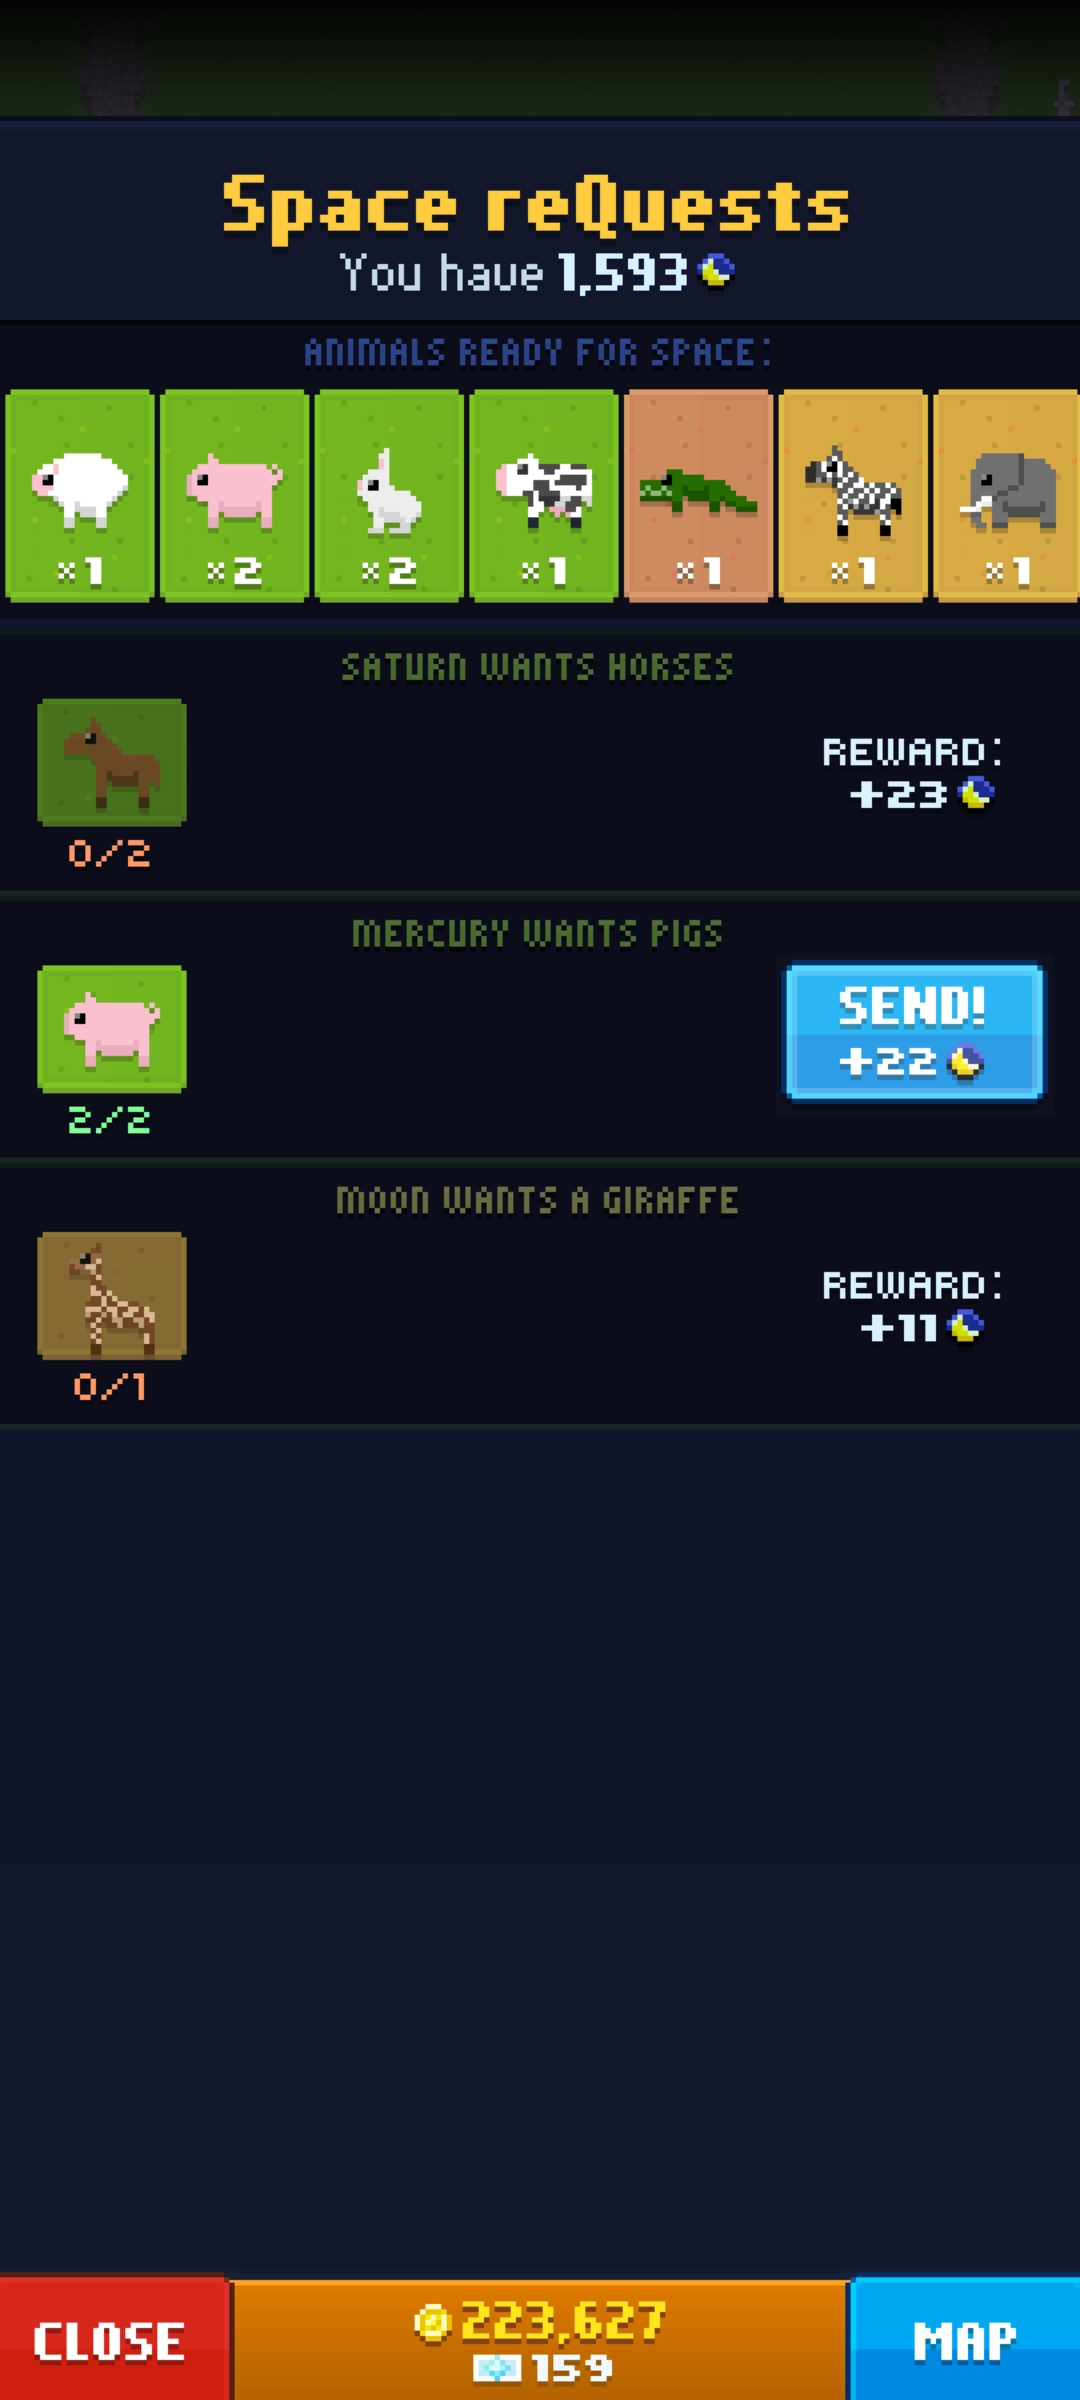 Space reQuests
You have 1,593
ANIMALS READY FOR SPACE:
×1 ×2 ×2 ×1 ×1 ×1 ×1
SATURN WANTS HORSES
REWARD:
+23
0/2
MERCURY WANTS PIGS
SEND!
+22
2/2
MOON WANTS A GIRAFFE
REWARD:
+11
0/1
CLOSE
223,627
159
MAP